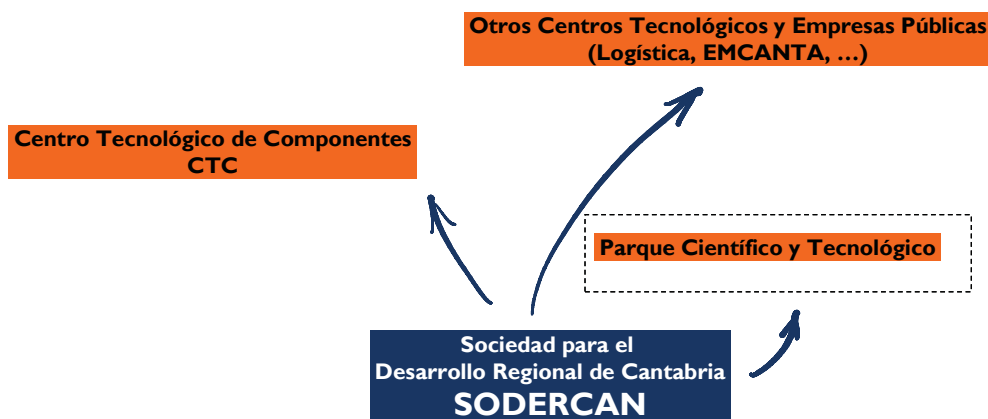 Otros Centros Tecnológicos y Empresas Públicas
(Logística, EMCANTA, …)
Centro Tecnológico de Componentes
CTC
Parque Científico y Tecnológico
Sociedad para el
Desarrollo Regional de Cantabria
SODERCAN